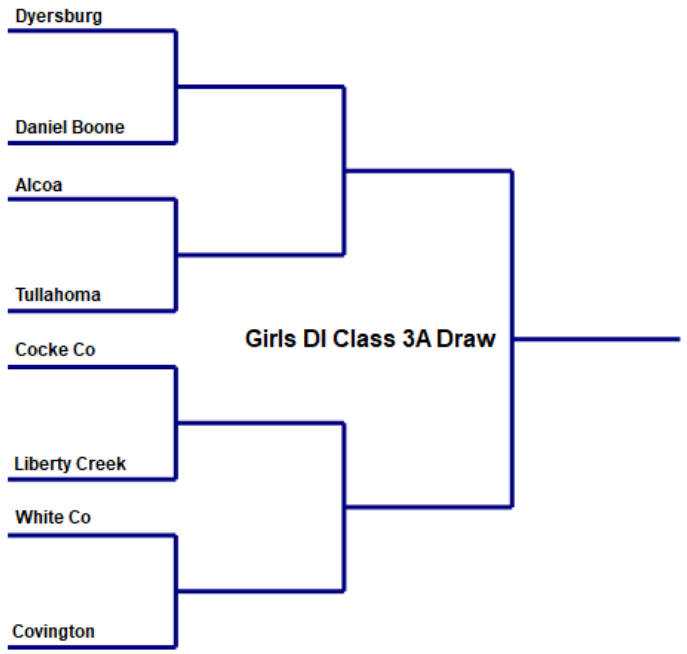 Dyersburg
Daniel Boone
Alcoa
Tullahoma
Girls DI Class 3A Draw
Cocke Co
Liberty Creek
White Co
Covington